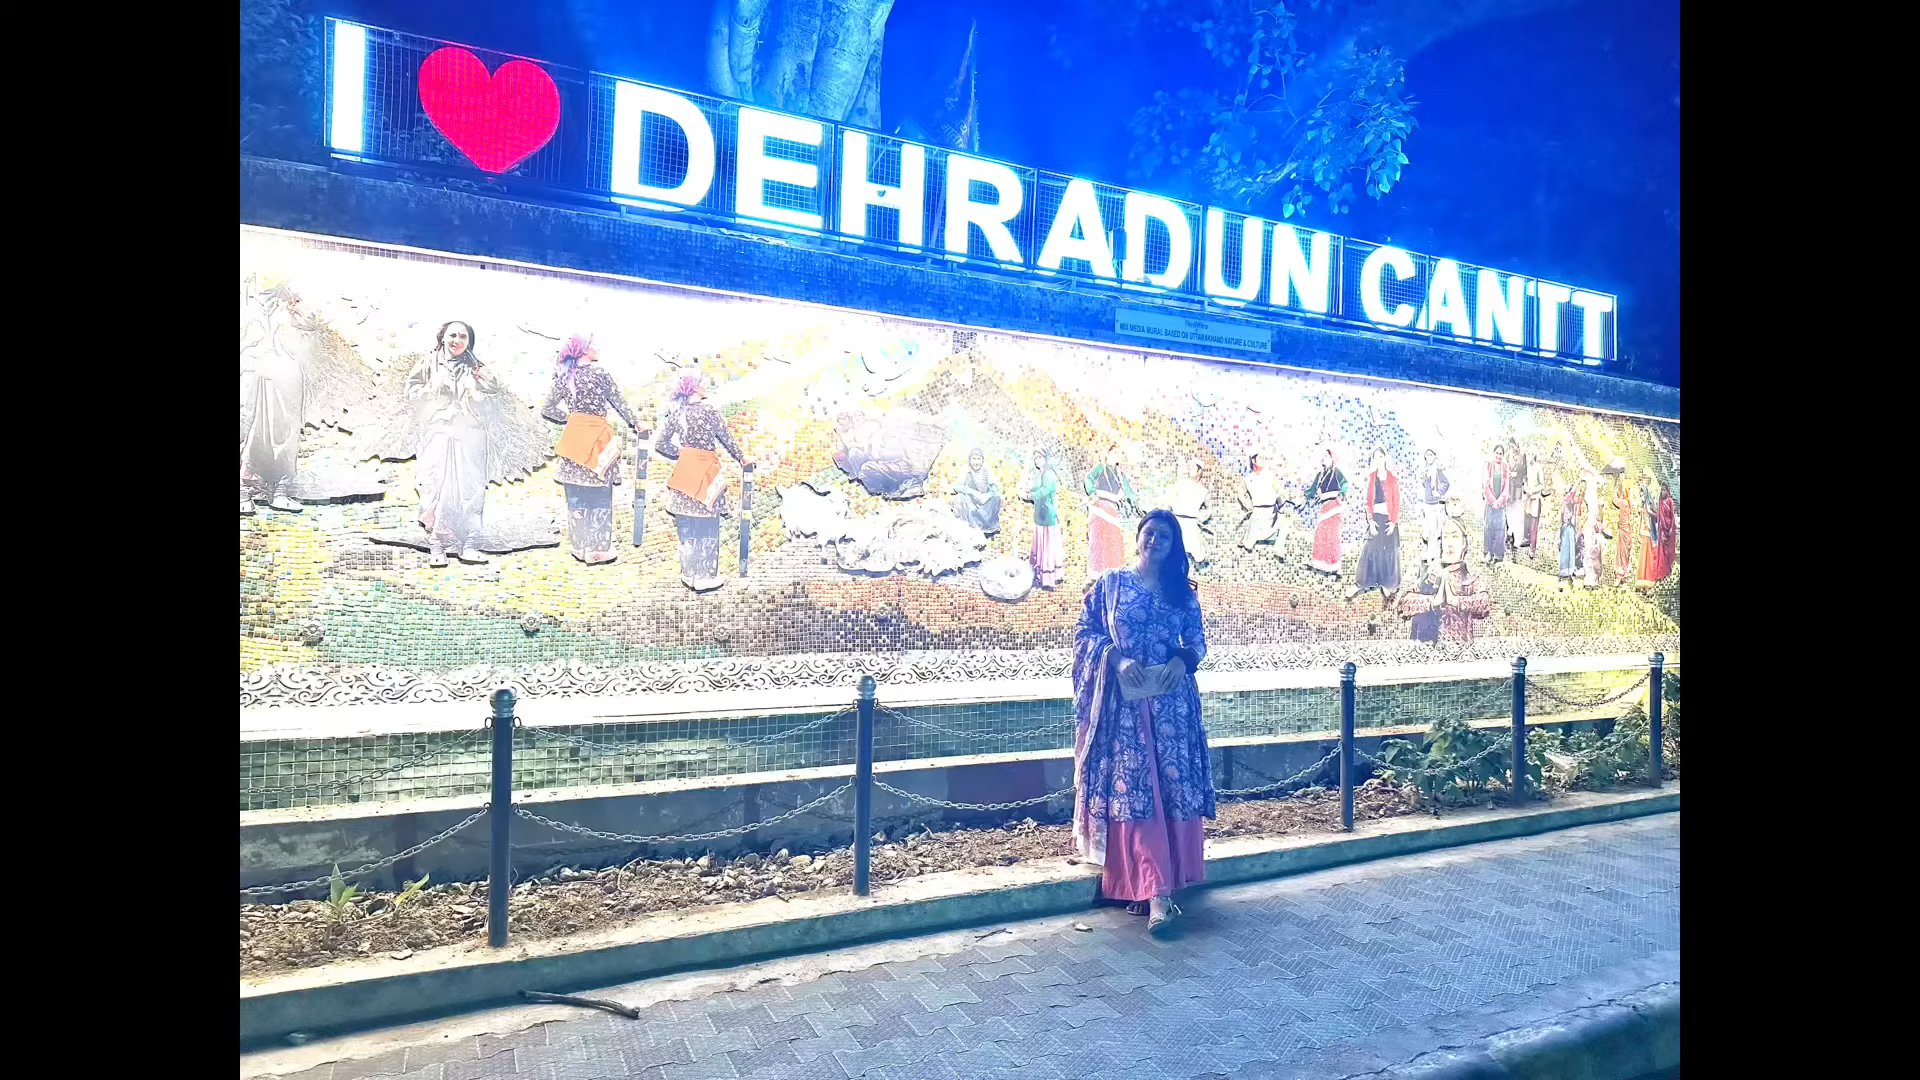 I ❤ DEHRADUN CANTT
MIX MEDIA MURAL BASED ON UTTARAKHAND NATURE & CULTURE